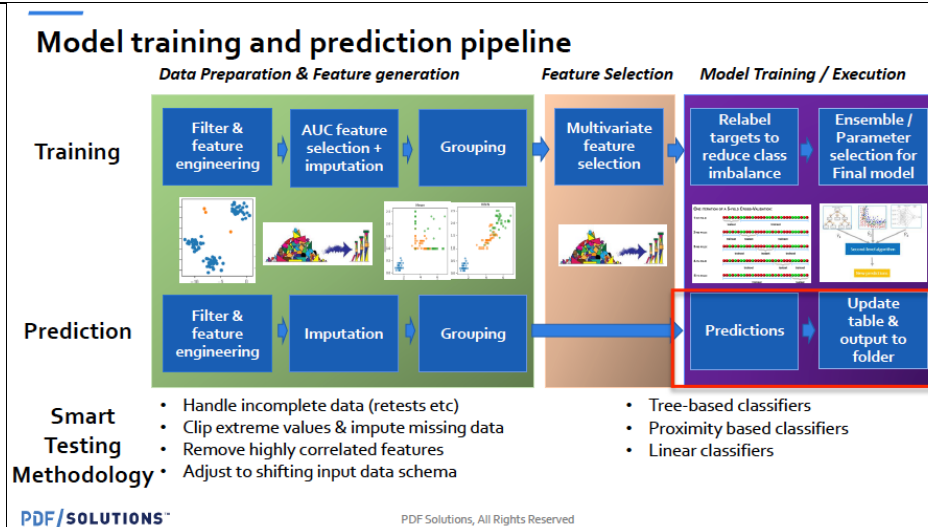 Model training and prediction pipeline
Data Preparation & Feature generation
Feature Selection
Model Training / Execution
Training
Filter &
feature
engineering
AUC feature
selection +
imputation
Grouping
Multivariate
feature
selection
Relabel
targets to
reduce class
imbalance
Ensemble /
Parameter
selection for
Final model
Prediction
Filter &
feature
engineering
Imputation
Grouping
Predictions
Update
table &
output to
folder
Smart
Testing
Methodology
• Handle incomplete data (retests etc)
• Clip extreme values & impute missing data
• Remove highly correlated features
• Adjust to shifting input data schema
• Tree-based classifiers
• Proximity based classifiers
• Linear classifiers
PDF/SOLUTIONS™
PDF Solutions, All Rights Reserved